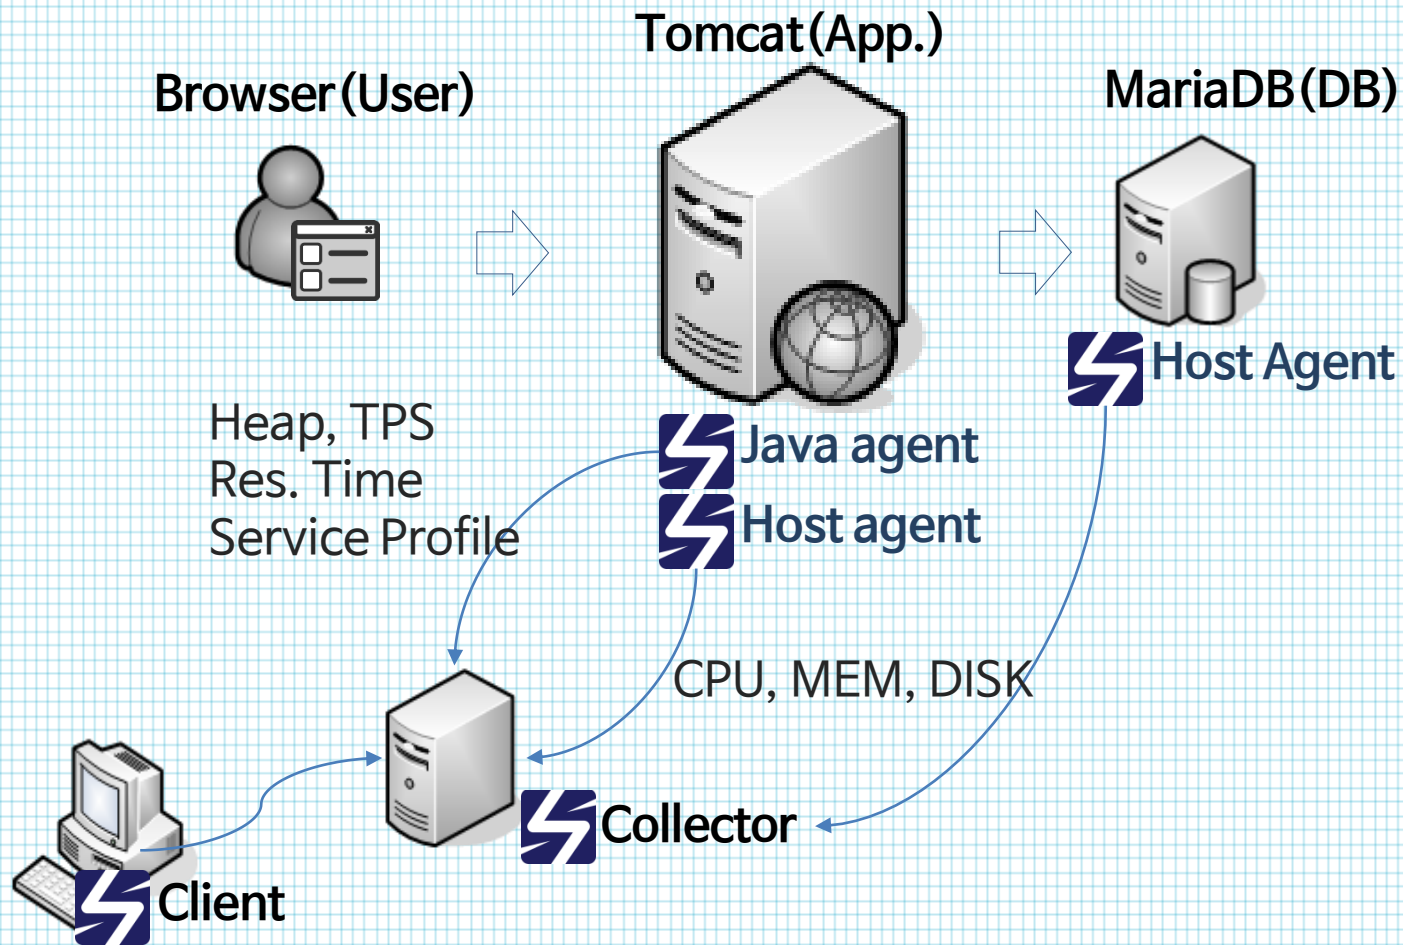 Tomcat(App.)
Browser(User)
MariaDB(DB)
Host Agent
Heap, TPS
Res. Time
Service Profile
Java agent
Host agent
CPU, MEM, DISK
Collector
Client